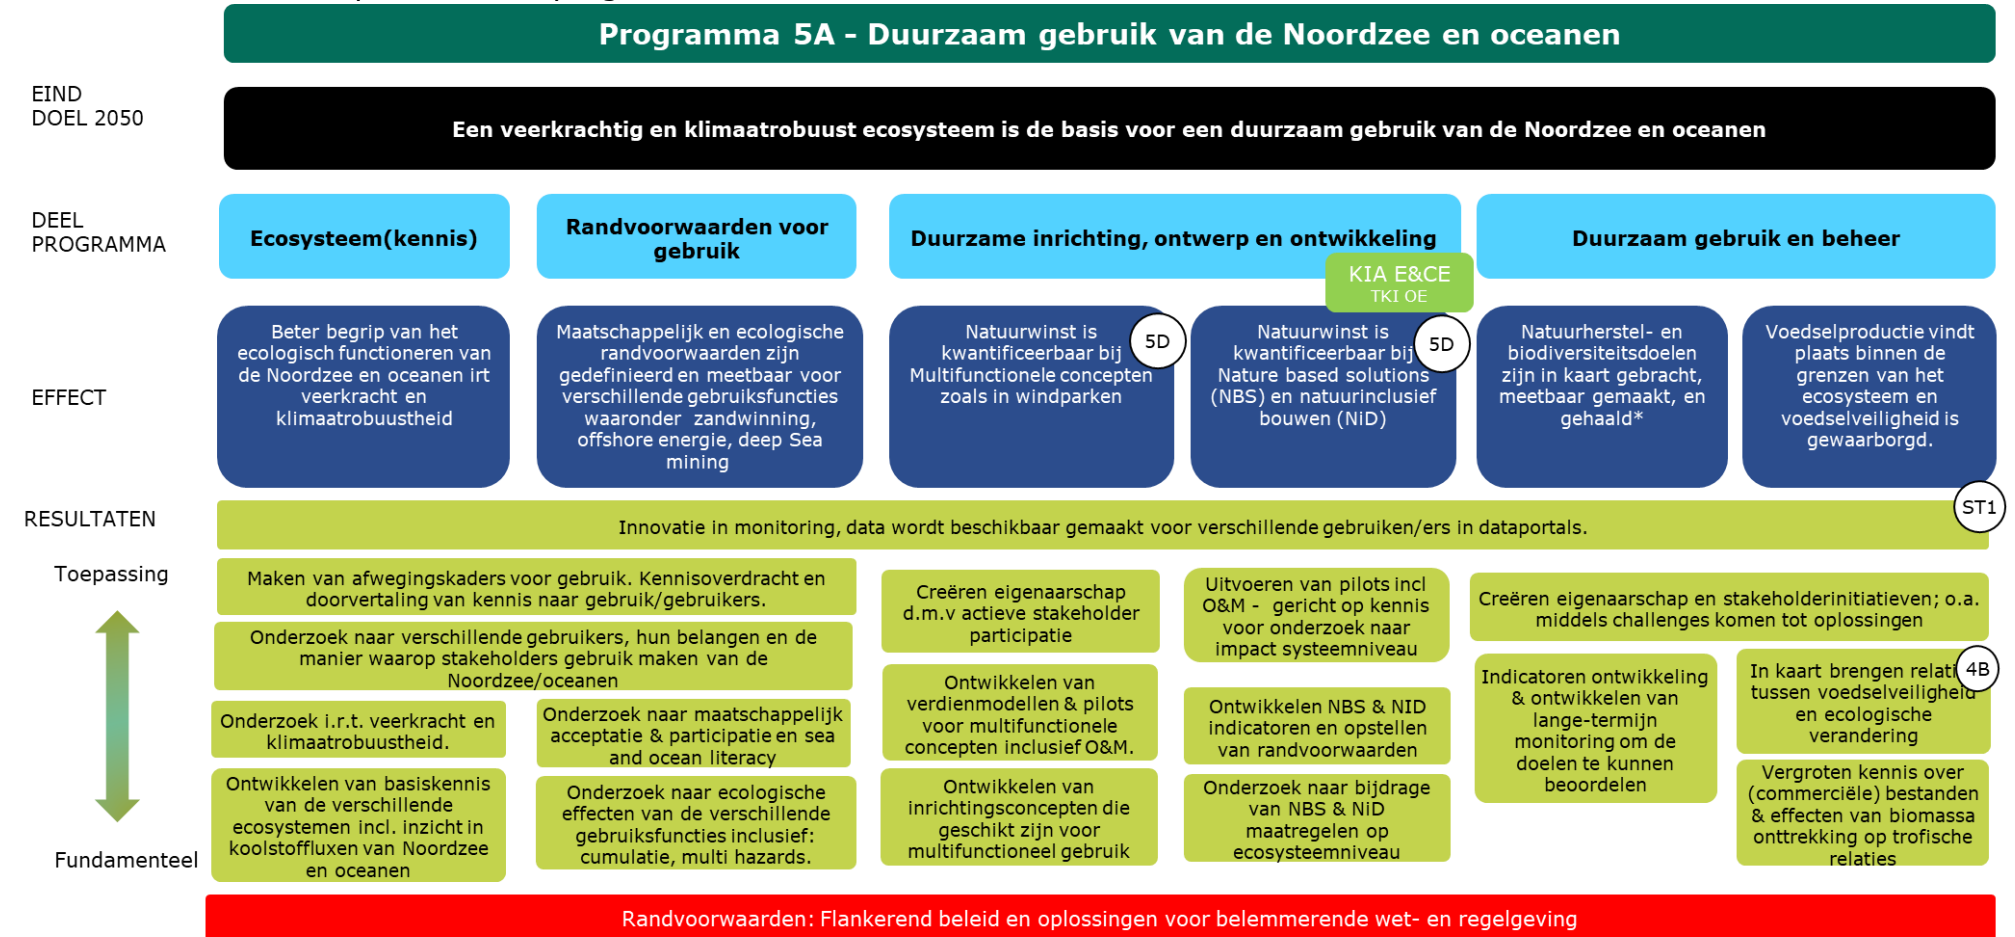 Programma 5A - Duurzaam gebruik van de Noordzee en oceanen
EIND
DOEL 2050
Een veerkrachtig en klimaatrobuust ecosysteem is de basis voor een duurzaam gebruik van de Noordzee en oceanen
DEEL
PROGRAMMA
Ecosysteem(kennis)
Randvoorwaarden voor
gebruik
Duurzame inrichting, ontwerp en ontwikkeling
KIA E&CE
TKI OE
Duurzaam gebruik en beheer
EFFECT
Beter begrip van het
ecologisch functioneren van
de Noordzee en oceanen irt
veerkracht en
klimaatrobuustheid
Maatschappelijk en ecologische
randvoorwaarden zijn
gedefinieerd en meetbaar voor
verschillende gebruiksfuncties
waaronder zandwinning,
offshore energie, deep Sea
mining
Natuurwinst is
kwantificeerbaar bij
Multifunctionele concepten
zoals in windparken
5D
Natuurwinst is
kwantificeerbaar bij
Nature based solutions
(NBS) en natuurinclusief
bouwen (NiD)
5D
Natuurherstel- en
biodiversiteitsdoelen
zijn in kaart gebracht,
meetbaar gemaakt, en
gehaald*
Voedselproductie vindt
plaats binnen de
grenzen van het
ecosysteem en
voedselveiligheid is
gewaarborgd.
RESULTATEN
Innovatie in monitoring, data wordt beschikbaar gemaakt voor verschillende gebruiken/ers in dataportals.
ST1
Toepassing
Fundamenteel
Maken van afwegingskaders voor gebruik. Kennisoverdracht en
doorvertaling van kennis naar gebruik/gebruikers.
Onderzoek naar verschillende gebruikers, hun belangen en de
manier waarop stakeholders gebruik maken van de
Noordzee/oceanen
Onderzoek i.r.t. veerkracht en
klimaatrobuustheid.
Ontwikkelen van basiskennis
van de verschillende
ecosystemen incl. inzicht in
koolstoffluxen van Noordzee
en oceanen
Onderzoek naar maatschappelijk
acceptatie & participatie en sea
and ocean literacy
Onderzoek naar ecologische
effecten van de verschillende
gebruiksfuncties inclusief:
cumulatie, multi hazards.
Creëren eigenaarschap
d.m.v actieve stakeholder
participatie
Ontwikkelen van
verdienmodellen & pilots
voor multifunctionele
concepten inclusief O&M.
Ontwikkelen van
inrichtingsconcepten die
geschikt zijn voor
multifunctioneel gebruik
Uitvoeren van pilots incl
O&M - gericht op kennis
voor onderzoek naar
impact systeemniveau
Ontwikkelen NBS & NID
indicatoren en opstellen
van randvoorwaarden
Onderzoek naar bijdrage
van NBS & NiD
maatregelen op
ecosysteemniveau
Creëren eigenaarschap en stakeholderinitiatieven; o.a.
middels challenges komen tot oplossingen
Indicatoren ontwikkeling
& ontwikkelen van
lange-termijn
monitoring om de
doelen te kunnen
beoordelen
In kaart brengen relati
tussen voedselveiligheid
en ecologische
verandering
4B
Vergroten kennis over
(commerciële) bestanden
& effecten van biomassa
onttrekking op trofische
relaties
Randvoorwaarden: Flankerend beleid en oplossingen voor belemmerende wet- en regelgeving